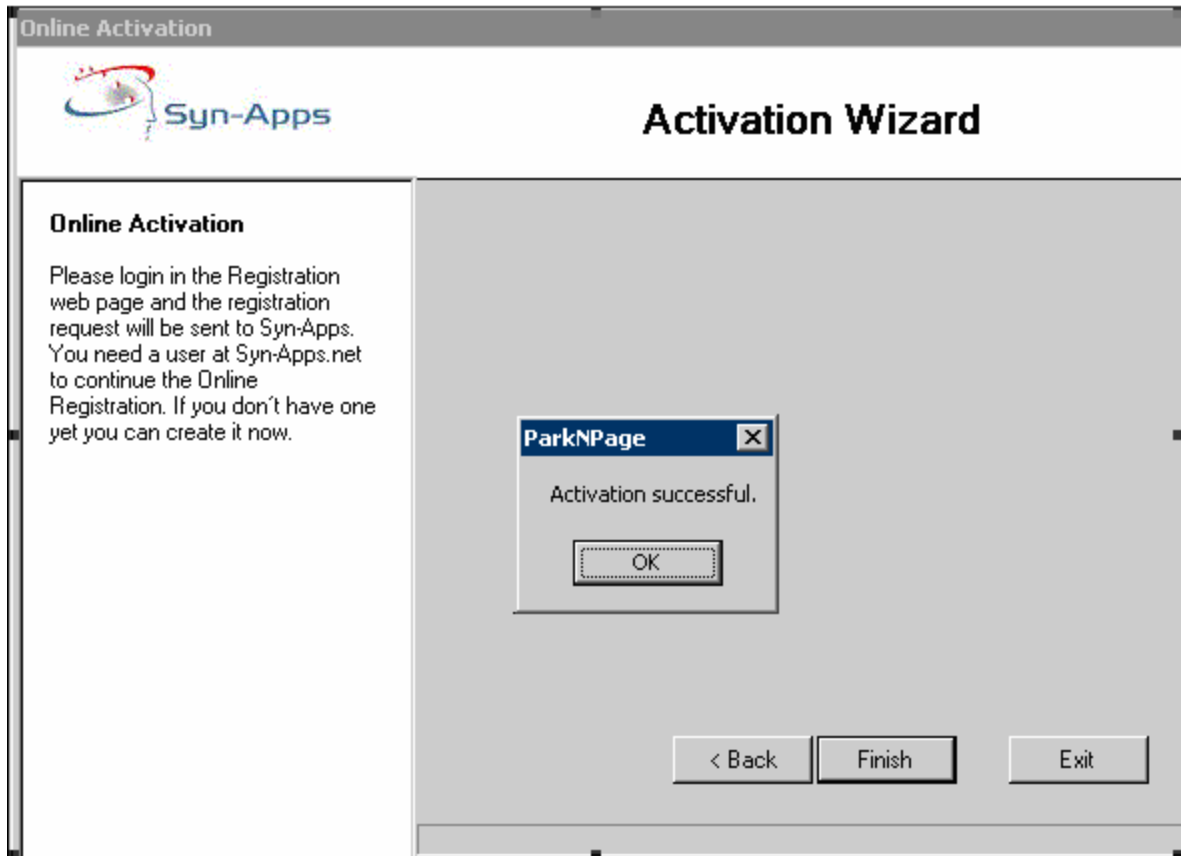 Online Activation
Syn-Apps
Activation Wizard
Online Activation
Please login in the Registration
web page and the registration
request will be sent to Syn-Apps.
You need a user at Syn-Apps.net
to continue the Online
Registration. If you don´t have one
yet you can create it now.
ParkNPage
Activation successful.
OK
< Back
Finish
Exit